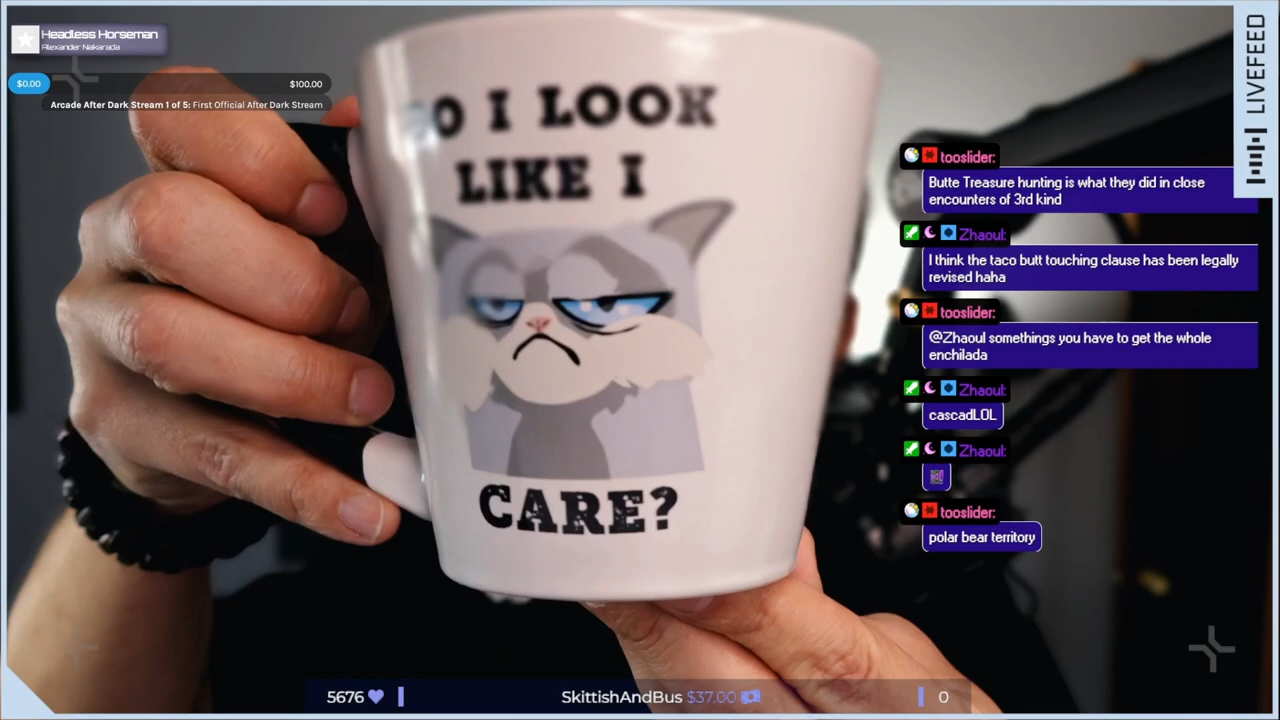 Headless Horseman
Alexander Nakarada
$0.00
$100.00
Arcade After Dark Stream 1 of 5: First Official After Dark Stream
O I LOOK
LIKE I
CARE?
LIVEFEED
tooslider:
Butte Treasure hunting is what they did in close
encounters of 3rd kind
Zhaoul:
I think the taco butt touching clause has been legally
revised haha
tooslider:
@Zhaoul somethings you have to get the whole
enchilada
Zhaoul:
cascadLOL
Zhaoul:
tooslider:
polar bear territory
5676
SkittishAndBus $37.00
0